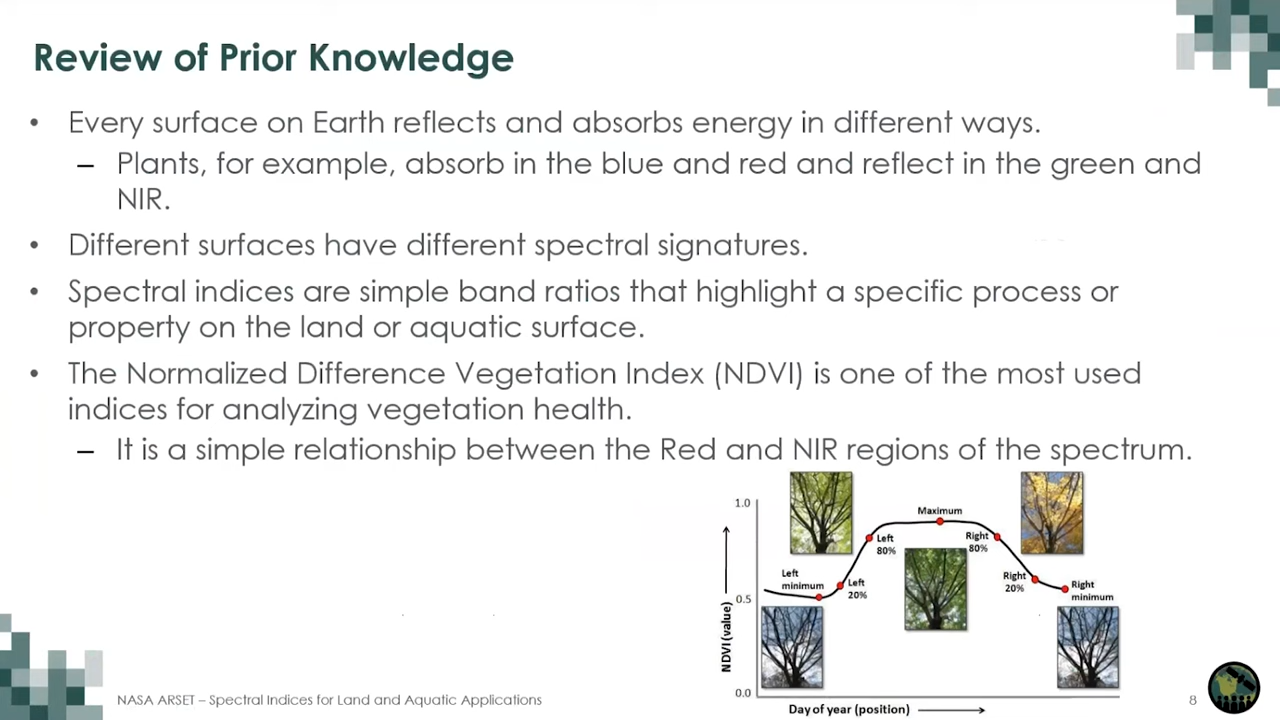 Review of Prior Knowledge
• Every surface on Earth reflects and absorbs energy in different ways.
– Plants, for example, absorb in the blue and red and reflect in the green and
NIR.
• Different surfaces have different spectral signatures.
• Spectral indices are simple band ratios that highlight a specific process or
property on the land or aquatic surface.
• The Normalized Difference Vegetation Index (NDVI) is one of the most used
indices for analyzing vegetation health.
– It is a simple relationship between the Red and NIR regions of the spectrum.
1.0
Maximum
Left
80%
Right
80%
Left
minimum
Left
20%
Right
20%
Right
minimum
0.5
NDVI (value)
0.0
Day of year (position)
NASA ARSET – Spectral Indices for Land and Aquatic Applications
8